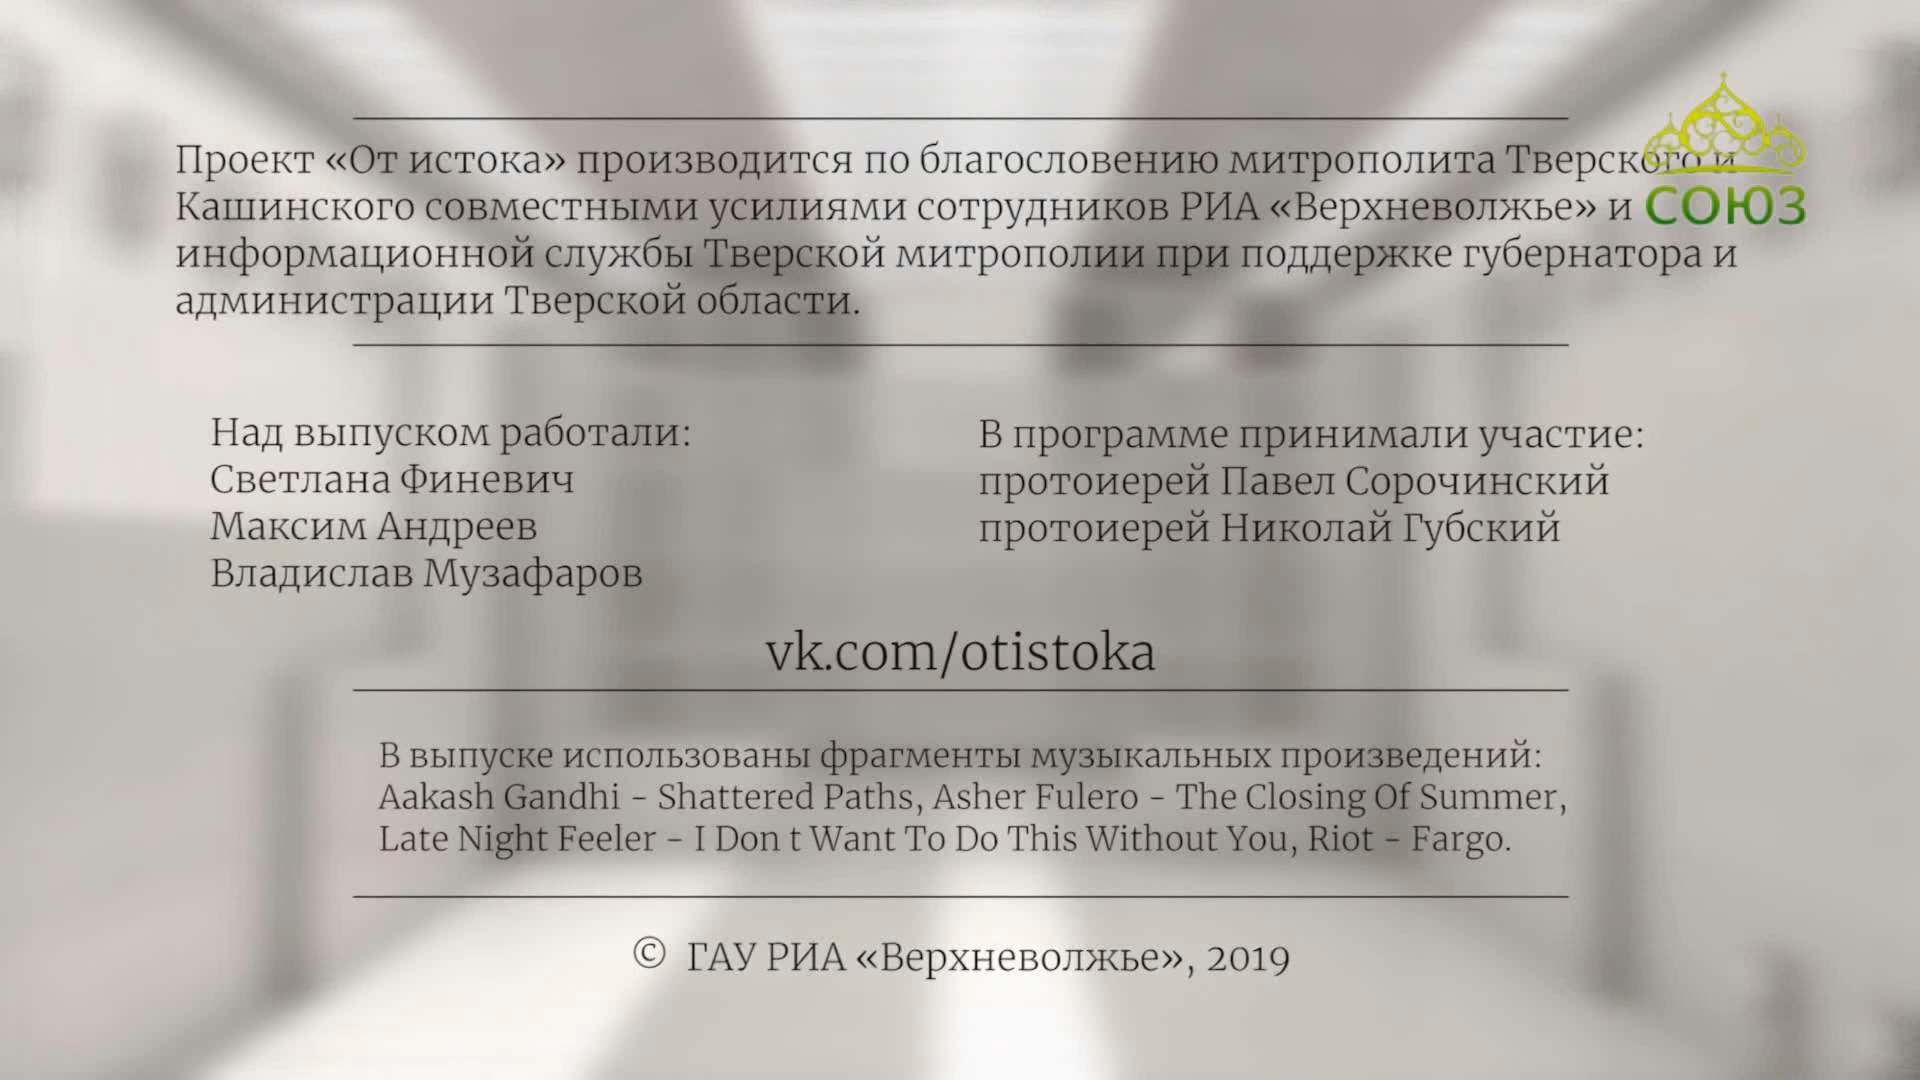 Проект «От истока» производится по благословению митрополита Тверского и
Кашинского совместными усилиями сотрудников РИА «Верхневолжье» и
информационной службы Тверской митрополии при поддержке губернатора и
администрации Тверской области.
СОЮЗ
Над выпуском работали:
Светлана Финевич
Максим Андреев
Владислав Музафаров
В программе принимали участие:
протоиерей Павел Сорочинский
протоиерей Николай Губский
vk.com/otistoka
В выпуске использованы фрагменты музыкальных произведений:
Aakash Gandhi - Shattered Paths, Asher Fulero - The Closing Of Summer,
Late Night Feeler - I Don t Want To Do This Without You, Riot - Fargo.
© ГАУ РИА «Верхневолжье», 2019